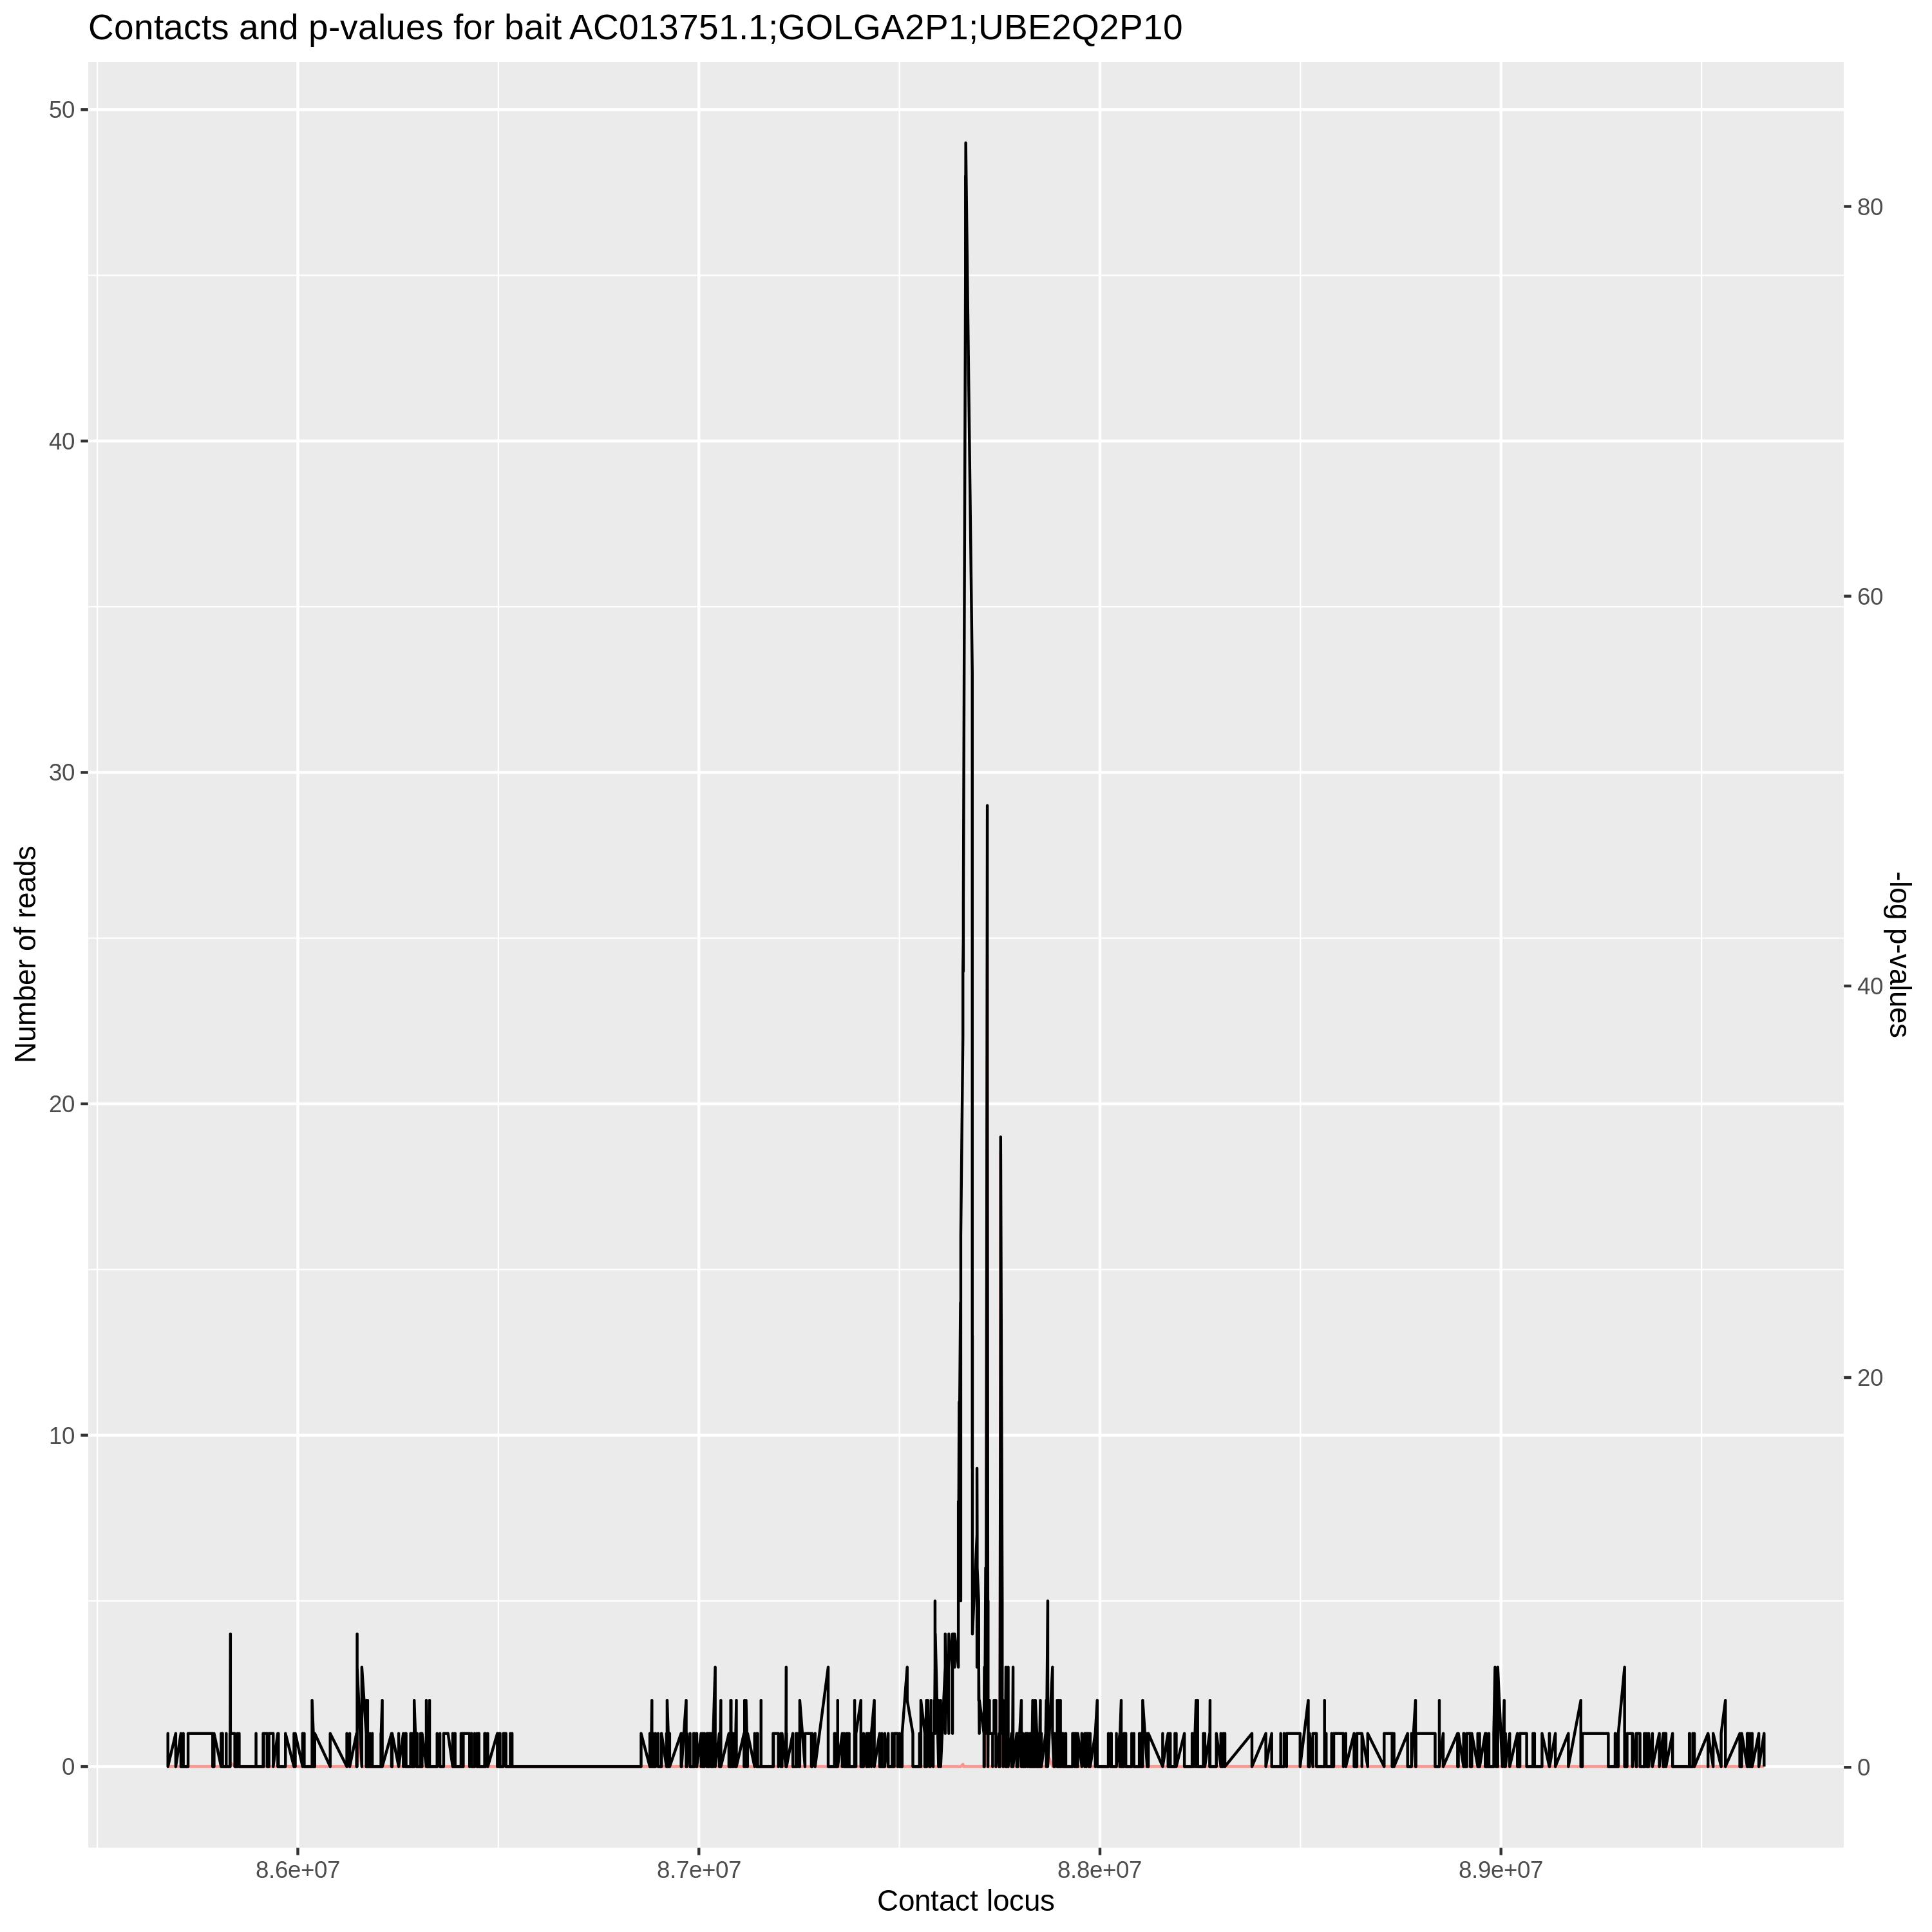 Contacts and p-values for bait AC013751.1;GOLGA2P1;UBE2Q2P10
50
40
30
20
10
0
Number of reads
80
60
40
20
0
-log p-values
8.6e+07 8.7e+07 8.8e+07 8.9e+07
Contact locus